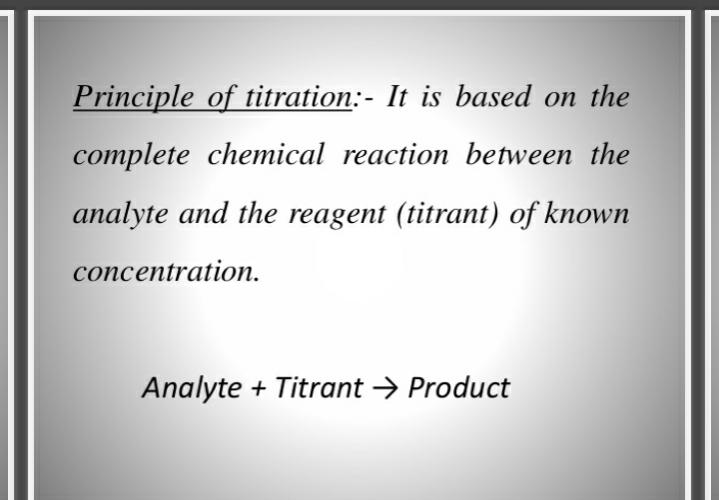 Principle of titration:- It is based on the
complete chemical reaction between the
analyte and the reagent (titrant) of known
concentration.
Analyte + Titrant → Product